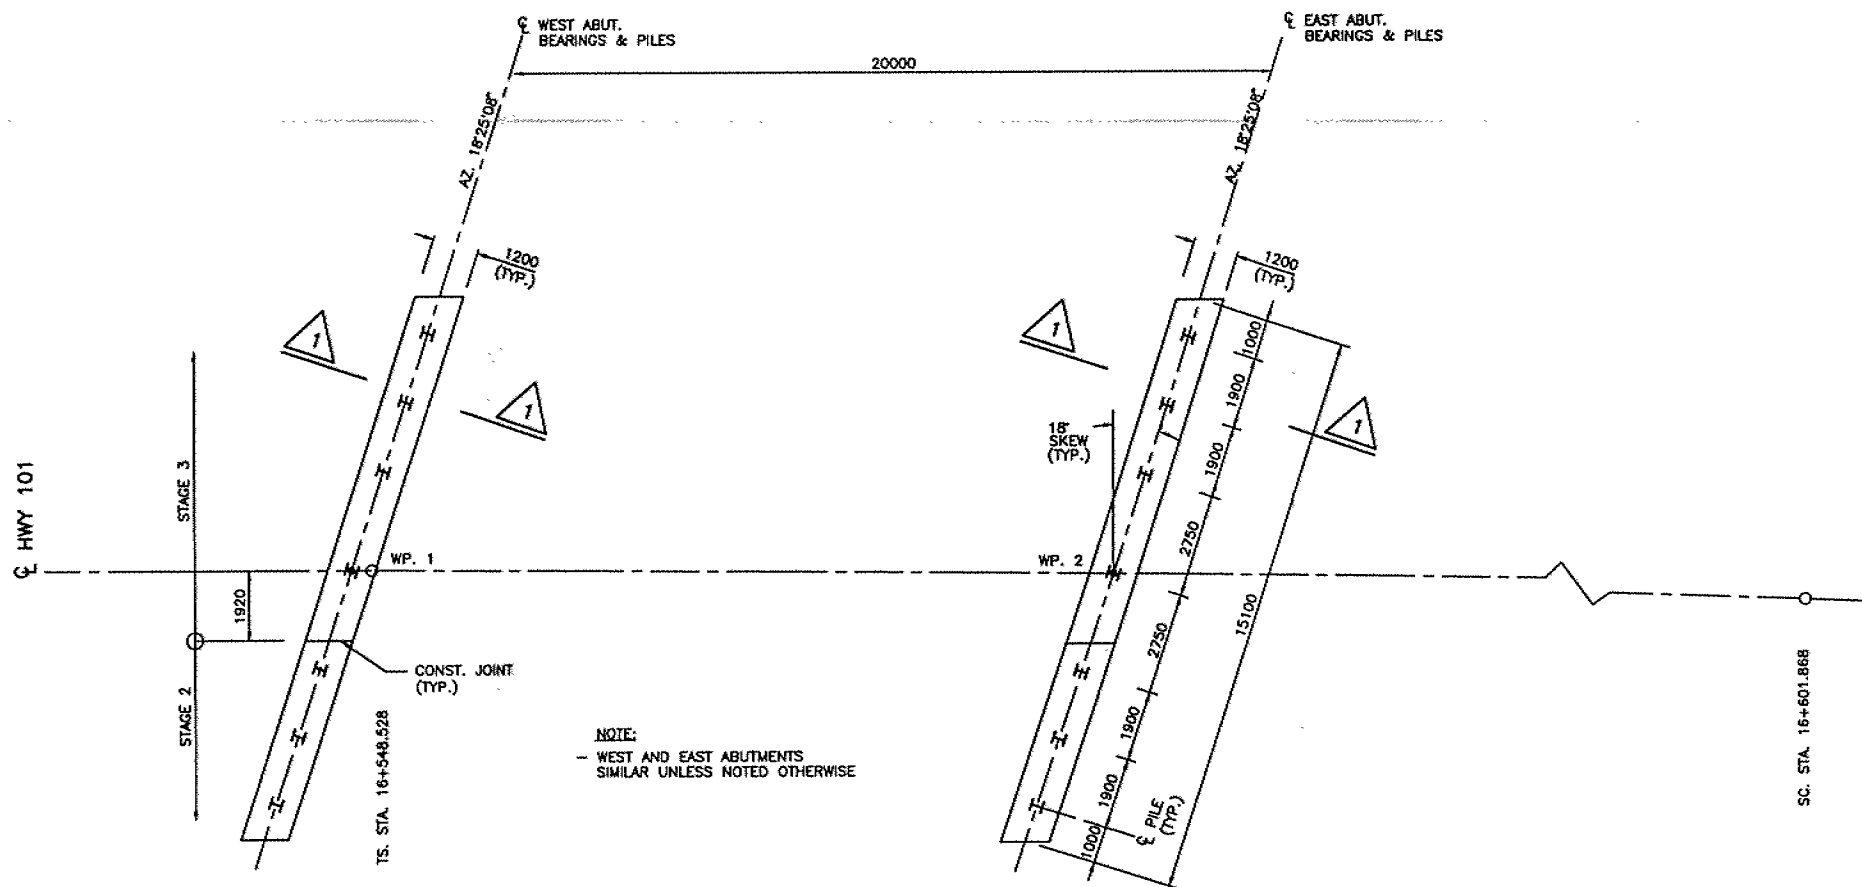 ℄ WEST ABUT.
BEARINGS & PILES
℄ EAST ABUT.
BEARINGS & PILES
20000
AZ. 18°25'08"
AZ. 18°25'08"
1200
(TYP.)
1200
(TYP.)
1
1
1
1
1000
1900
1900
2750
2750
1900
1900
1000
15100
18°
SKEW
(TYP.)
STAGE 3
℄ HWY 101
WP. 1
WP. 2
1920
STAGE 2
CONST. JOINT
(TYP.)
TS. STA. 16+548.528
NOTE:
- WEST AND EAST ABUTMENTS
SIMILAR UNLESS NOTED OTHERWISE
℄ PILE
(TYP.)
SC. STA. 16+601.868